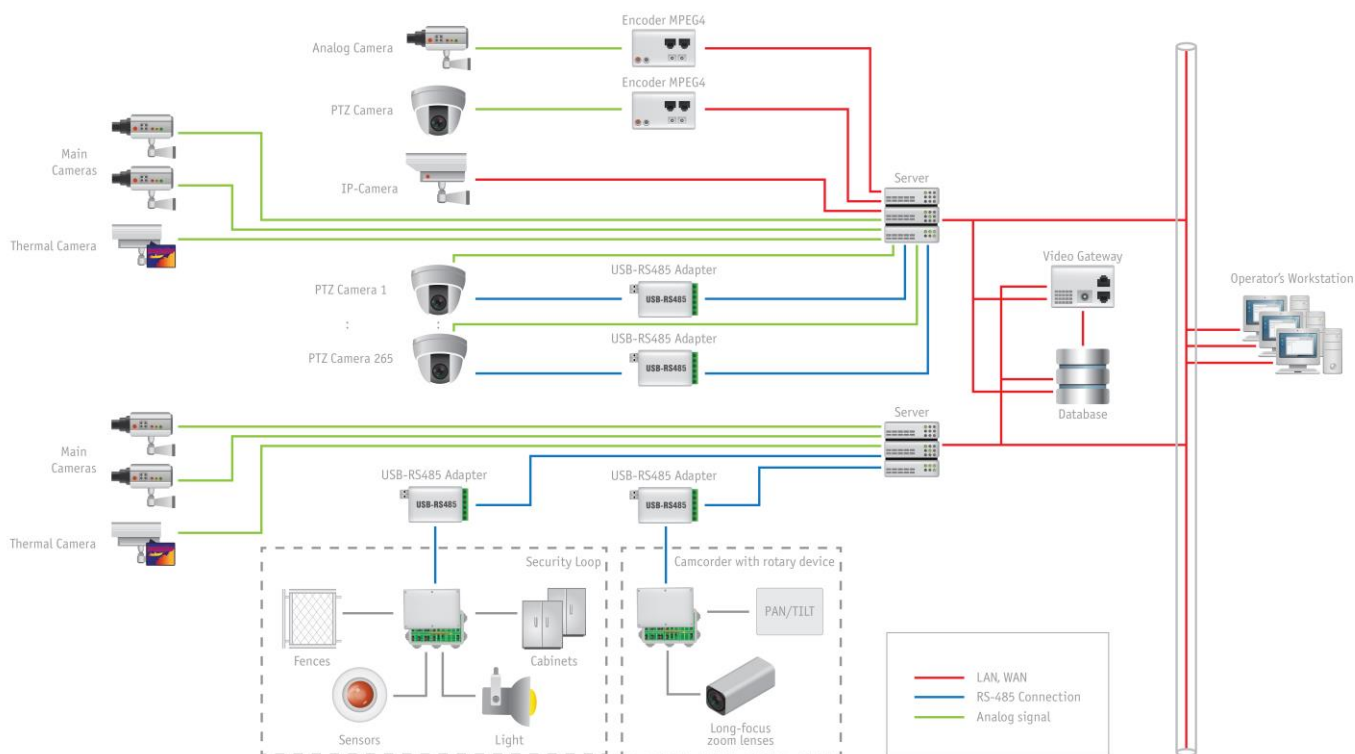 Encoder MPEG4
Analog Camera
Encoder MPEG4
PTZ Camera
Main
Cameras
IP-Camera
Server
Thermal Camera
Video Gateway
USB-RS485 Adapter
Operator's Workstation
PTZ Camera 1
USB-RS485
:
:
USB-RS485 Adapter
PTZ Camera 265
USB-RS485
Database
Server
Main
Cameras
USB-RS485 Adapter
USB-RS485 Adapter
USB-RS485
USB-RS485
Thermal Camera
Security Loop
Camcorder with rotary device
PAN/TILT
Fences
Cabinets
LAN, WAN
RS-485 Connection
Analog signal
Sensors
Light
Long-focus
zoom lenses